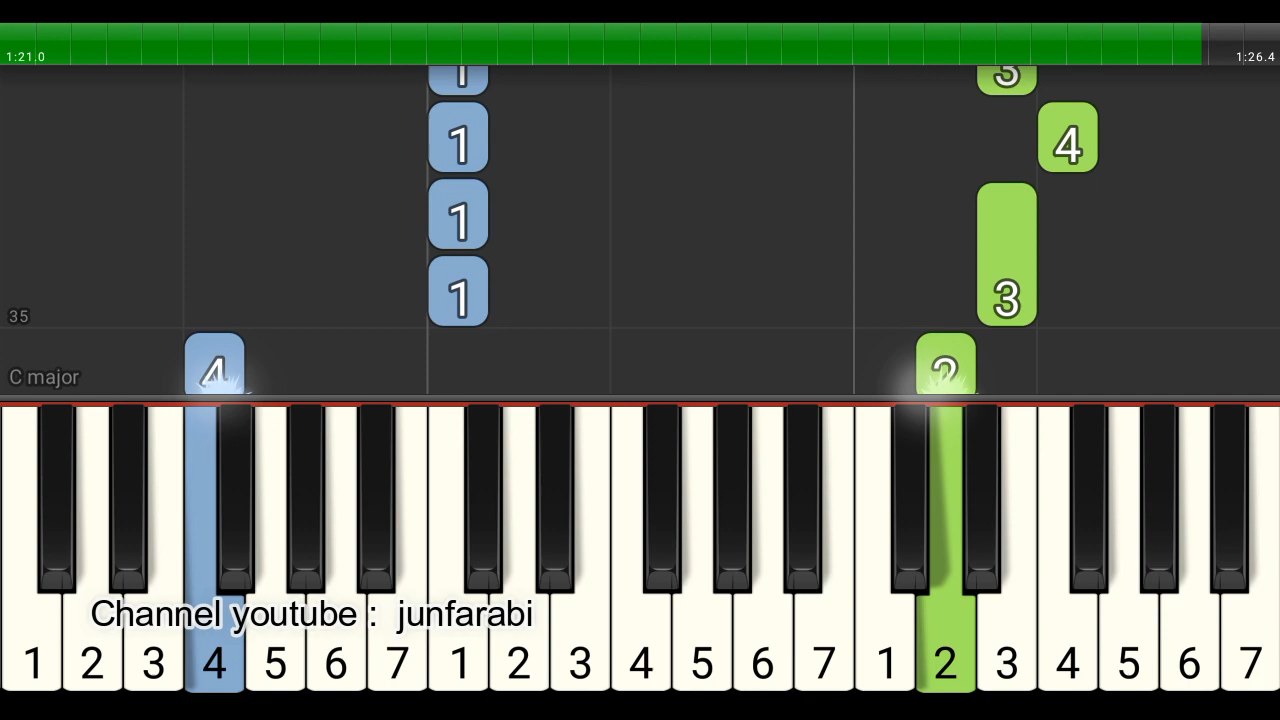 1:21.0 1:26.4
1 3
1 4
1
1 3
35
4 2
C major
Channel youtube : junfarabi
1 2 3 4 5 6 7 1 2 3 4 5 6 7 1 2 3 4 5 6 7